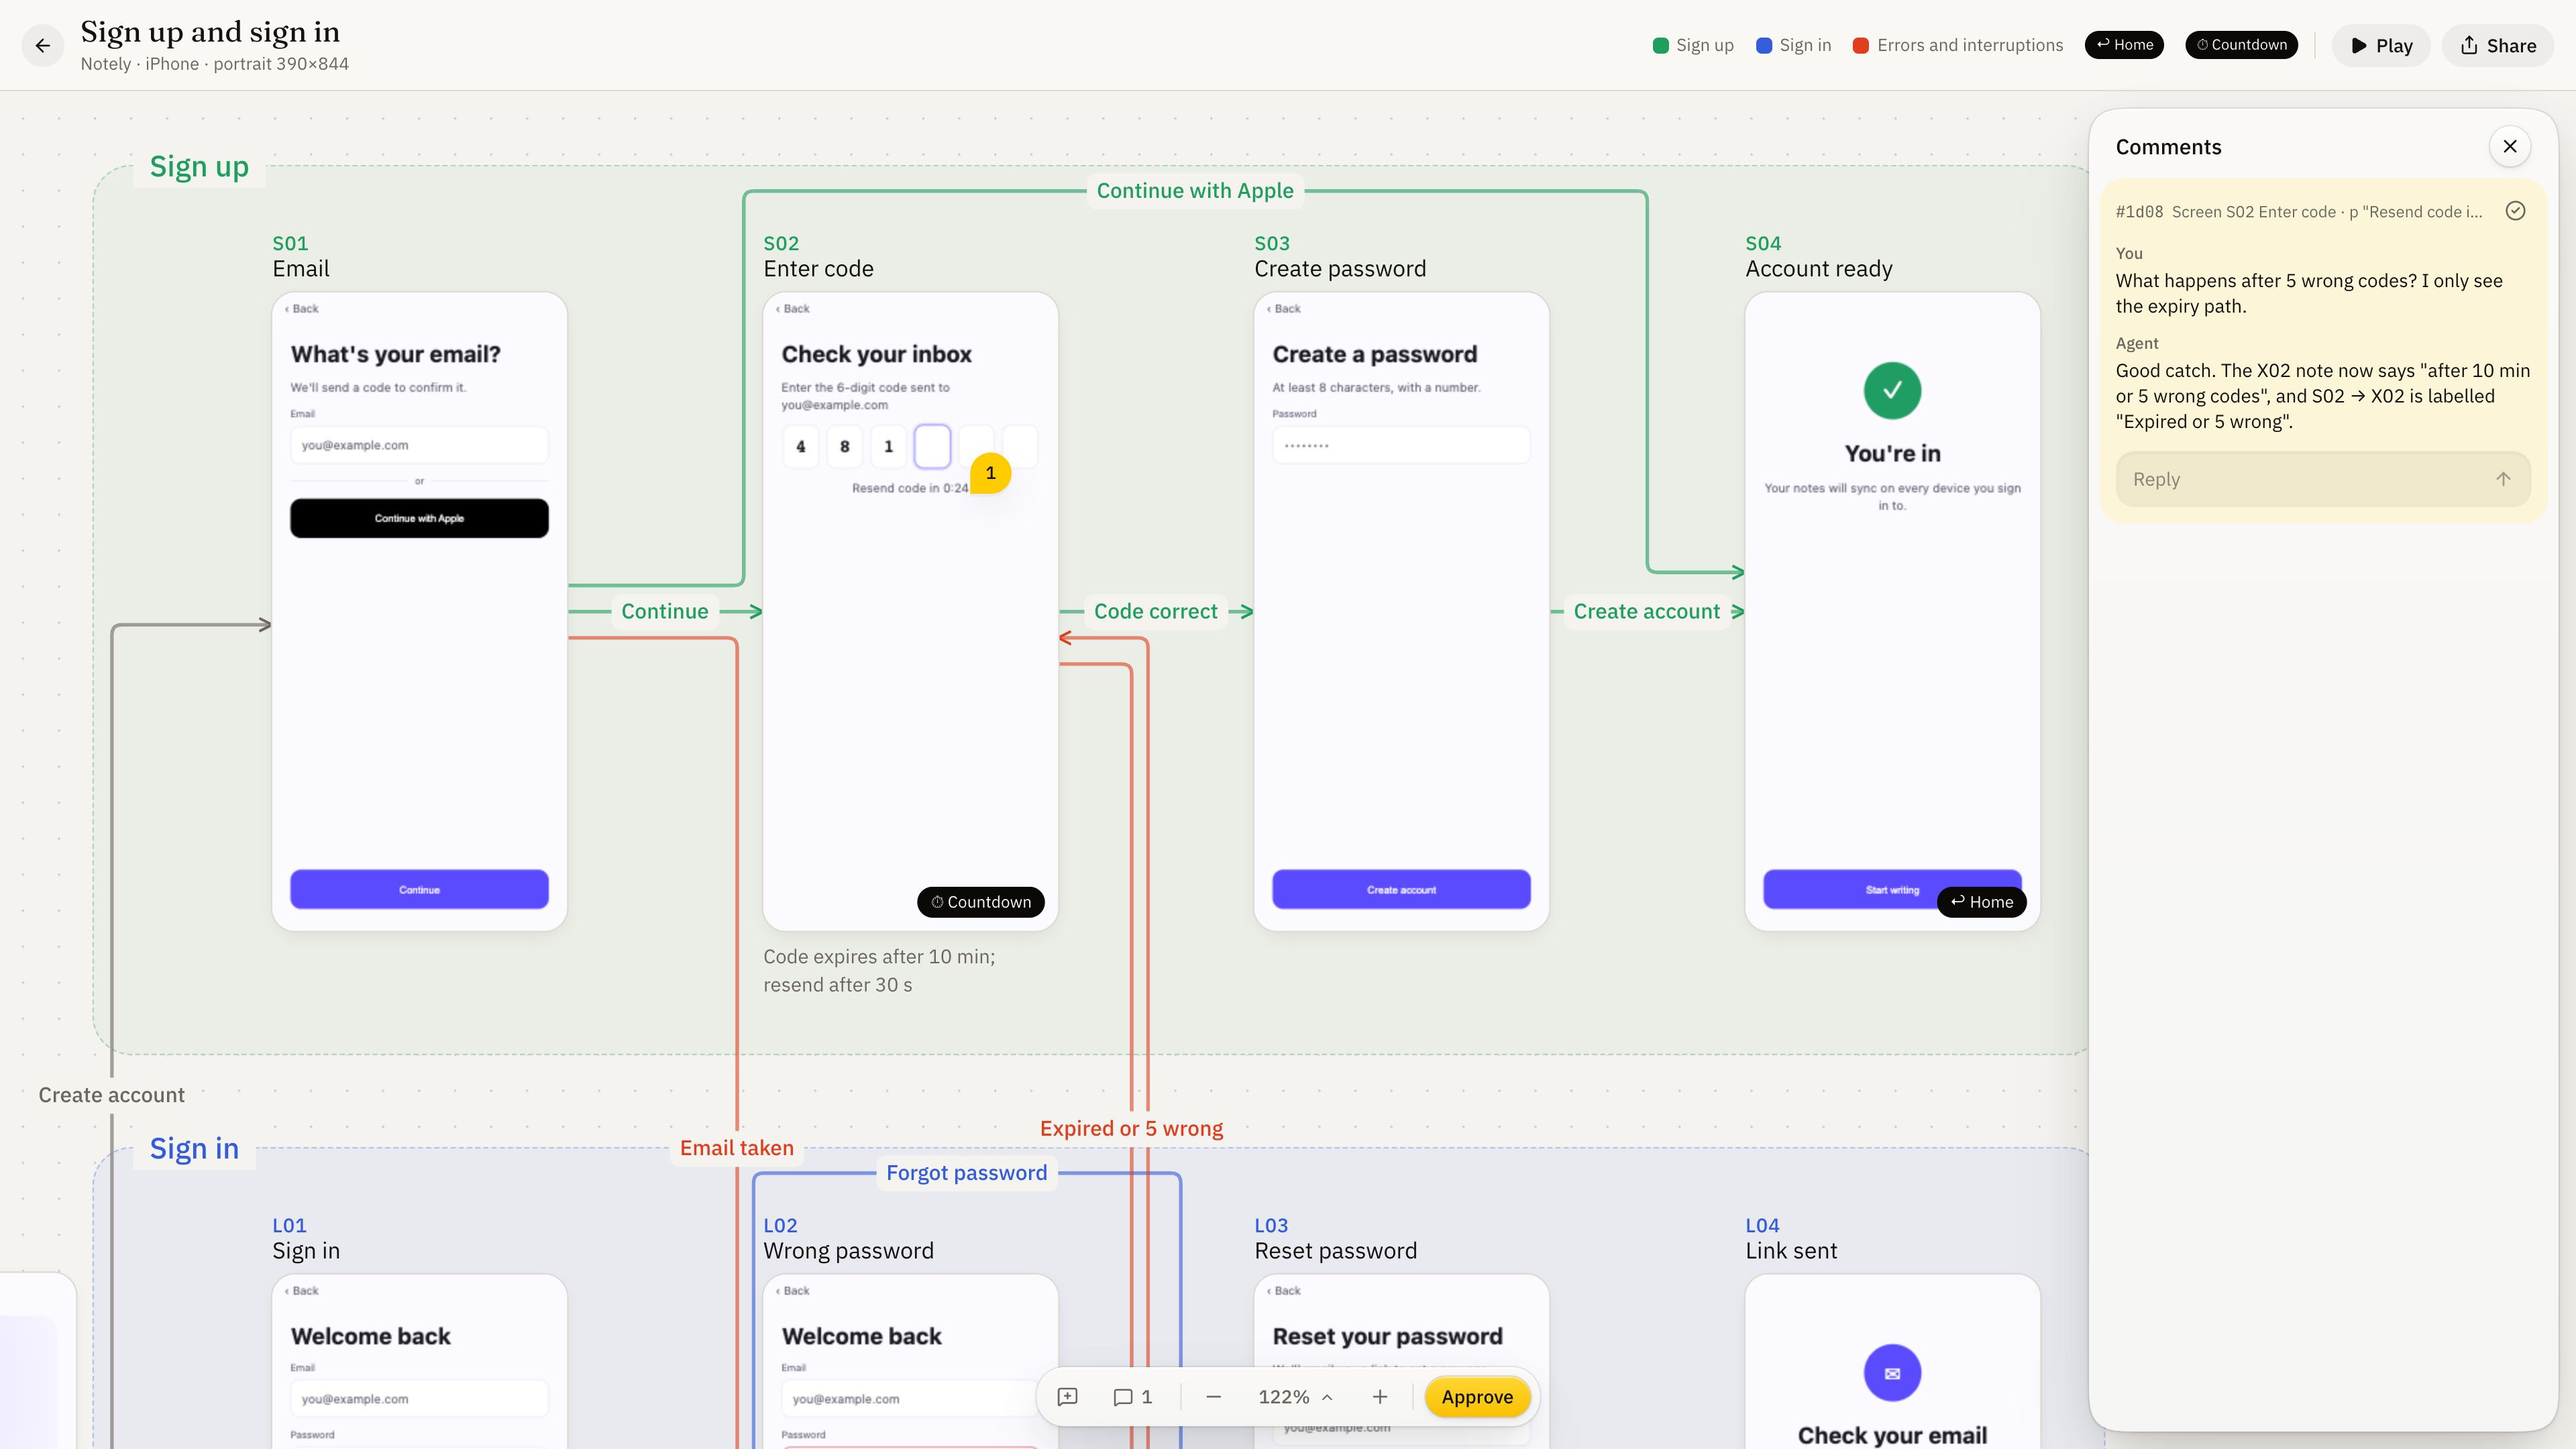 Sign up and sign in
Notely · iPhone · portrait 390×844
Sign up
Sign in
Errors and interruptions
↩ Home
⏱ Countdown
Play
Share
Sign up
Continue with Apple
S01
Email
‹ Back
What's your email?
We'll send a code to confirm it.
Email
you@example.com
or
Continue with Apple
Continue
Continue
S02
Enter code
‹ Back
Check your inbox
Enter the 6-digit code sent to
you@example.com
4 8 1
1
Resend code in 0:24
⏱ Countdown
Code expires after 10 min;
resend after 30 s
Code correct
S03
Create password
‹ Back
Create a password
At least 8 characters, with a number.
Password
Create account
Create account
S04
Account ready
You're in
Your notes will sync on every device you sign
in to.
Start writing
↩ Home
Create account
Email taken
Expired or 5 wrong
Sign in
Forgot password
L01
Sign in
‹ Back
Welcome back
Email
you@example.com
Password
L02
Wrong password
‹ Back
Welcome back
Email
you@example.com
Password
L03
Reset password
‹ Back
Reset your password
you@example.com
L04
Link sent
Check your email
1
122%
Approve
Comments
#1d08 Screen S02 Enter code · p "Resend code i…
You
What happens after 5 wrong codes? I only see
the expiry path.
Agent
Good catch. The X02 note now says "after 10 min
or 5 wrong codes", and S02 → X02 is labelled
"Expired or 5 wrong".
Reply